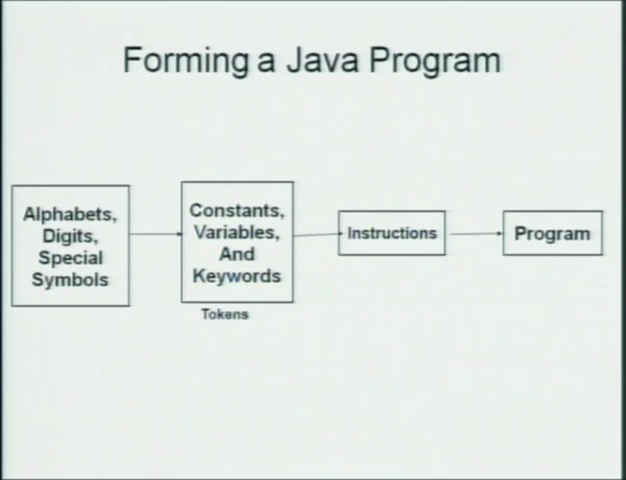 Forming a Java Program
Alphabets,
Digits,
Special
Symbols
Constants,
Variables,
And
Keywords
Tokens
Instructions
Program